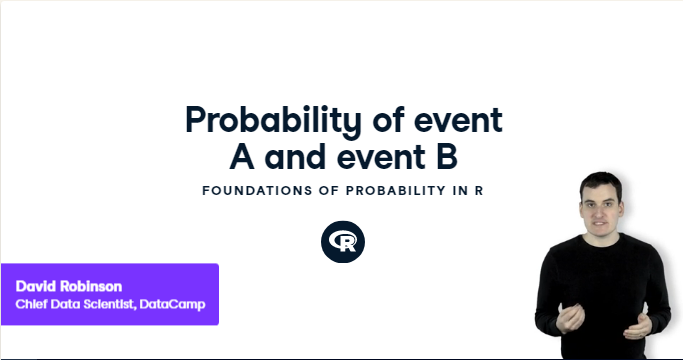 Probability of event
A and event B
FOUNDATIONS OF PROBABILITY IN R
R
David Robinson
Chief Data Scientist, DataCamp